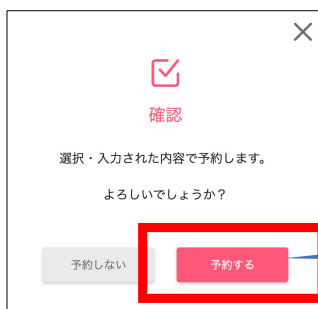 確認
選択・入力された内容で予約します。
よろしいでしょうか？
予約しない
予約する